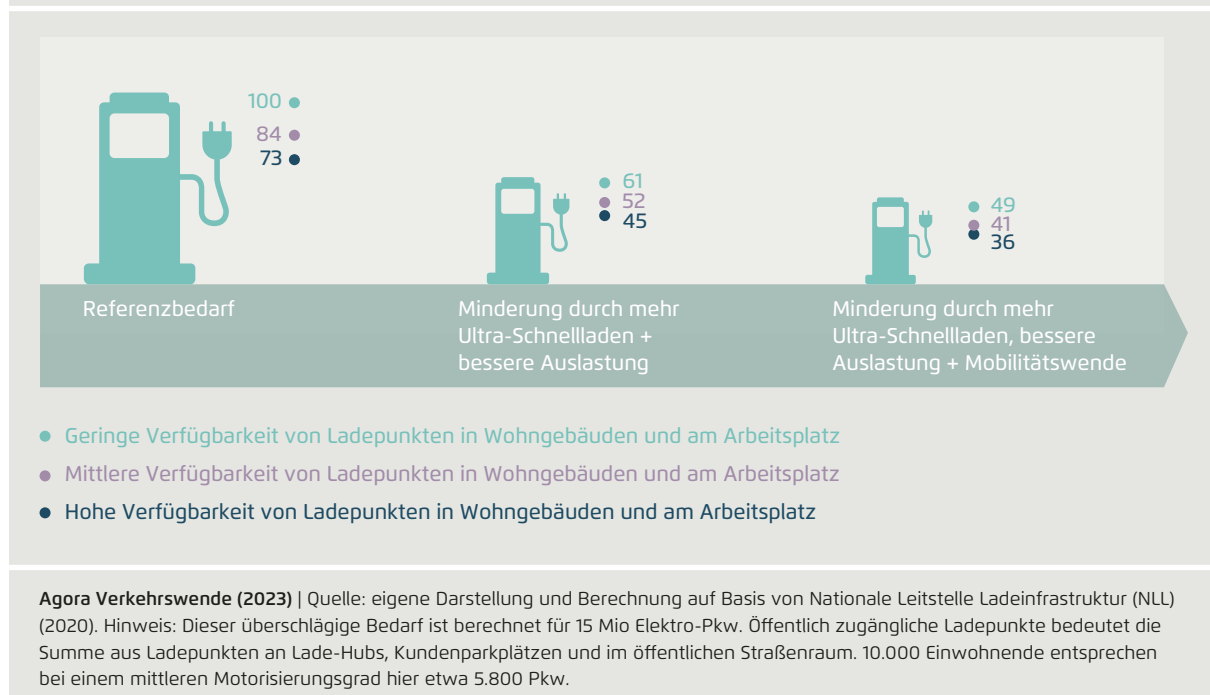 100
84
73
61
52
45
49
41
36
Referenzbedarf
Minderung durch mehr
Ultra-Schnellladen +
bessere Auslastung
Minderung durch mehr
Ultra-Schnellladen, bessere
Auslastung + Mobilitätswende
Geringe Verfügbarkeit von Ladepunkten in Wohngebäuden und am Arbeitsplatz
Mittlere Verfügbarkeit von Ladepunkten in Wohngebäuden und am Arbeitsplatz
Hohe Verfügbarkeit von Ladepunkten in Wohngebäuden und am Arbeitsplatz
Agora Verkehrswende (2023) | Quelle: eigene Darstellung und Berechnung auf Basis von Nationale Leitstelle Ladeinfrastruktur (NLL)
(2020). Hinweis: Dieser überschlägige Bedarf ist berechnet für 15 Mio Elektro-Pkw. Öffentlich zugängliche Ladepunkte bedeutet die
Summe aus Ladepunkten an Lade-Hubs, Kundenparkplätzen und im öffentlichen Straßenraum. 10.000 Einwohnende entsprechen
bei einem mittleren Motorisierungsgrad hier etwa 5.800 Pkw.